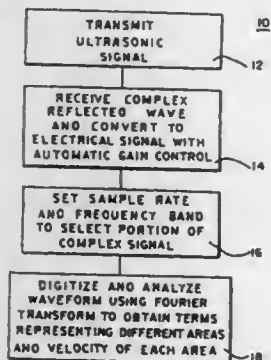 10
TRANSMIT
ULTRASONIC
SIGNAL
12
RECEIVE COMPLEX
REFLECTED WAVE
AND CONVERT TO
ELECTRICAL SIGNAL WITH
AUTOMATIC GAIN CONTROL
14
SET SAMPLE RATE
AND FREQUENCY BAND
TO SELECT PORTION OF
COMPLEX SIGNAL
16
DIGITIZE AND ANALYZE
WAVEFORM USING FOURIER
TRANSFORM TO OBTAIN TERMS
REPRESENTING DIFFERENT AREAS
AND VELOCITY OF EACH AREA
18